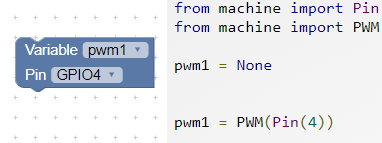 Variable pwm1
Pin GPIO4
from machine import Pin
from machine import PWM
pwm1 = None
pwm1 = PWM(Pin(4))